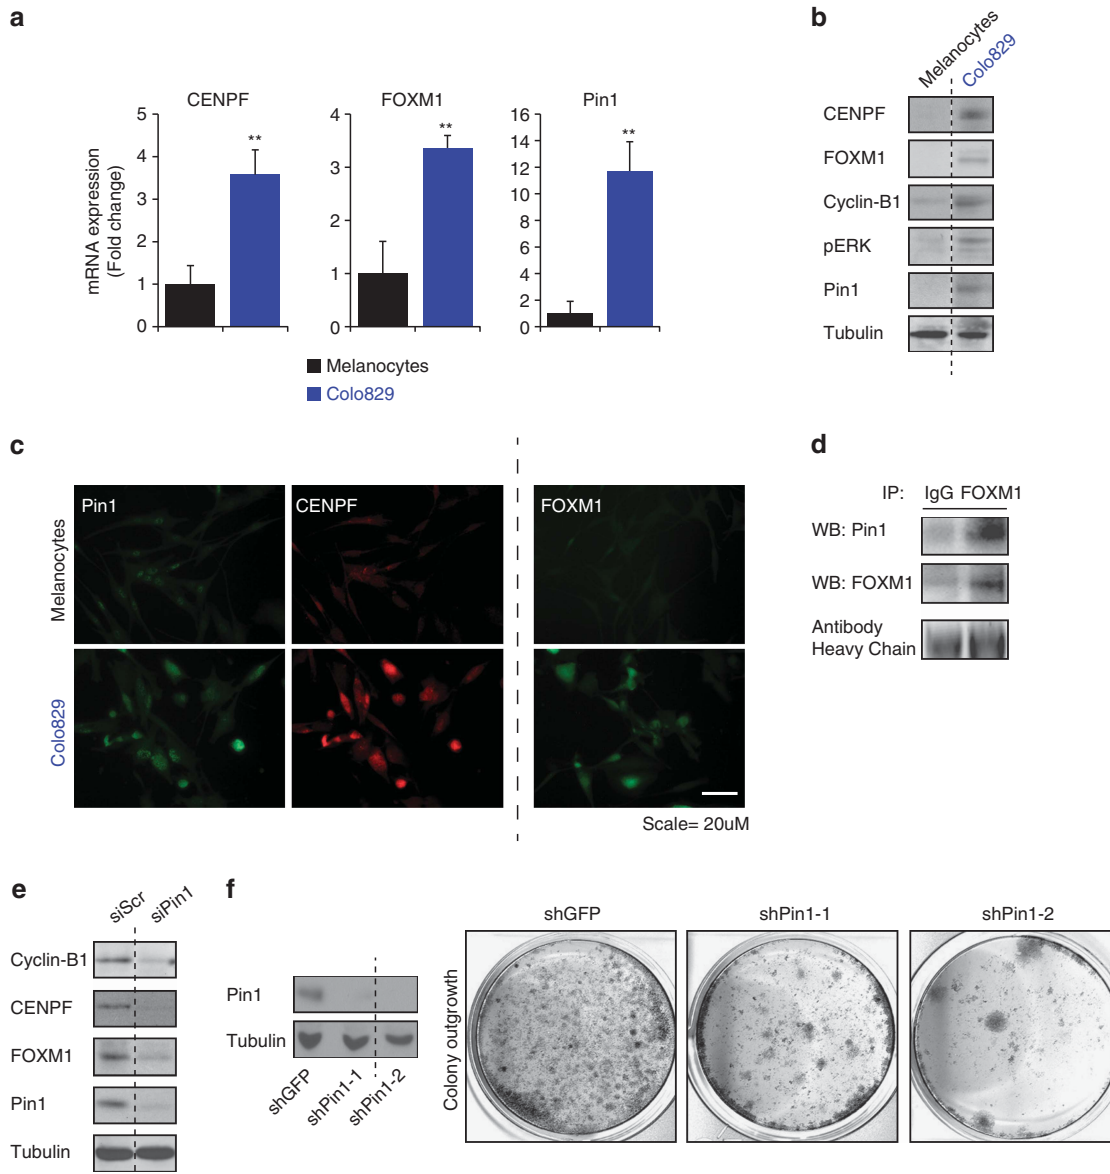 a
CENPF
FOXM1
Pin1
mRNA expression
(Fold change)
5
4
3
2
1
0
**
4
3
2
1
0
**
16
14
12
10
8
6
4
2
0
**
Melanocytes
Colo829
b
Melanocytes
Colo829
CENPF
FOXM1
Cyclin-B1
pERK
Pin1
Tubulin
c
Melanocytes
Pin1
CENPF
FOXM1
Colo829
Scale= 20uM
d
IP: IgG FOXM1
WB: Pin1
WB: FOXM1
Antibody
Heavy Chain
e
siScr
siPin1
Cyclin-B1
CENPF
FOXM1
Pin1
Tubulin
f
Pin1
Tubulin
shGFP
shPin1-1
shPin1-2
Colony outgrowth
shGFP
shPin1-1
shPin1-2